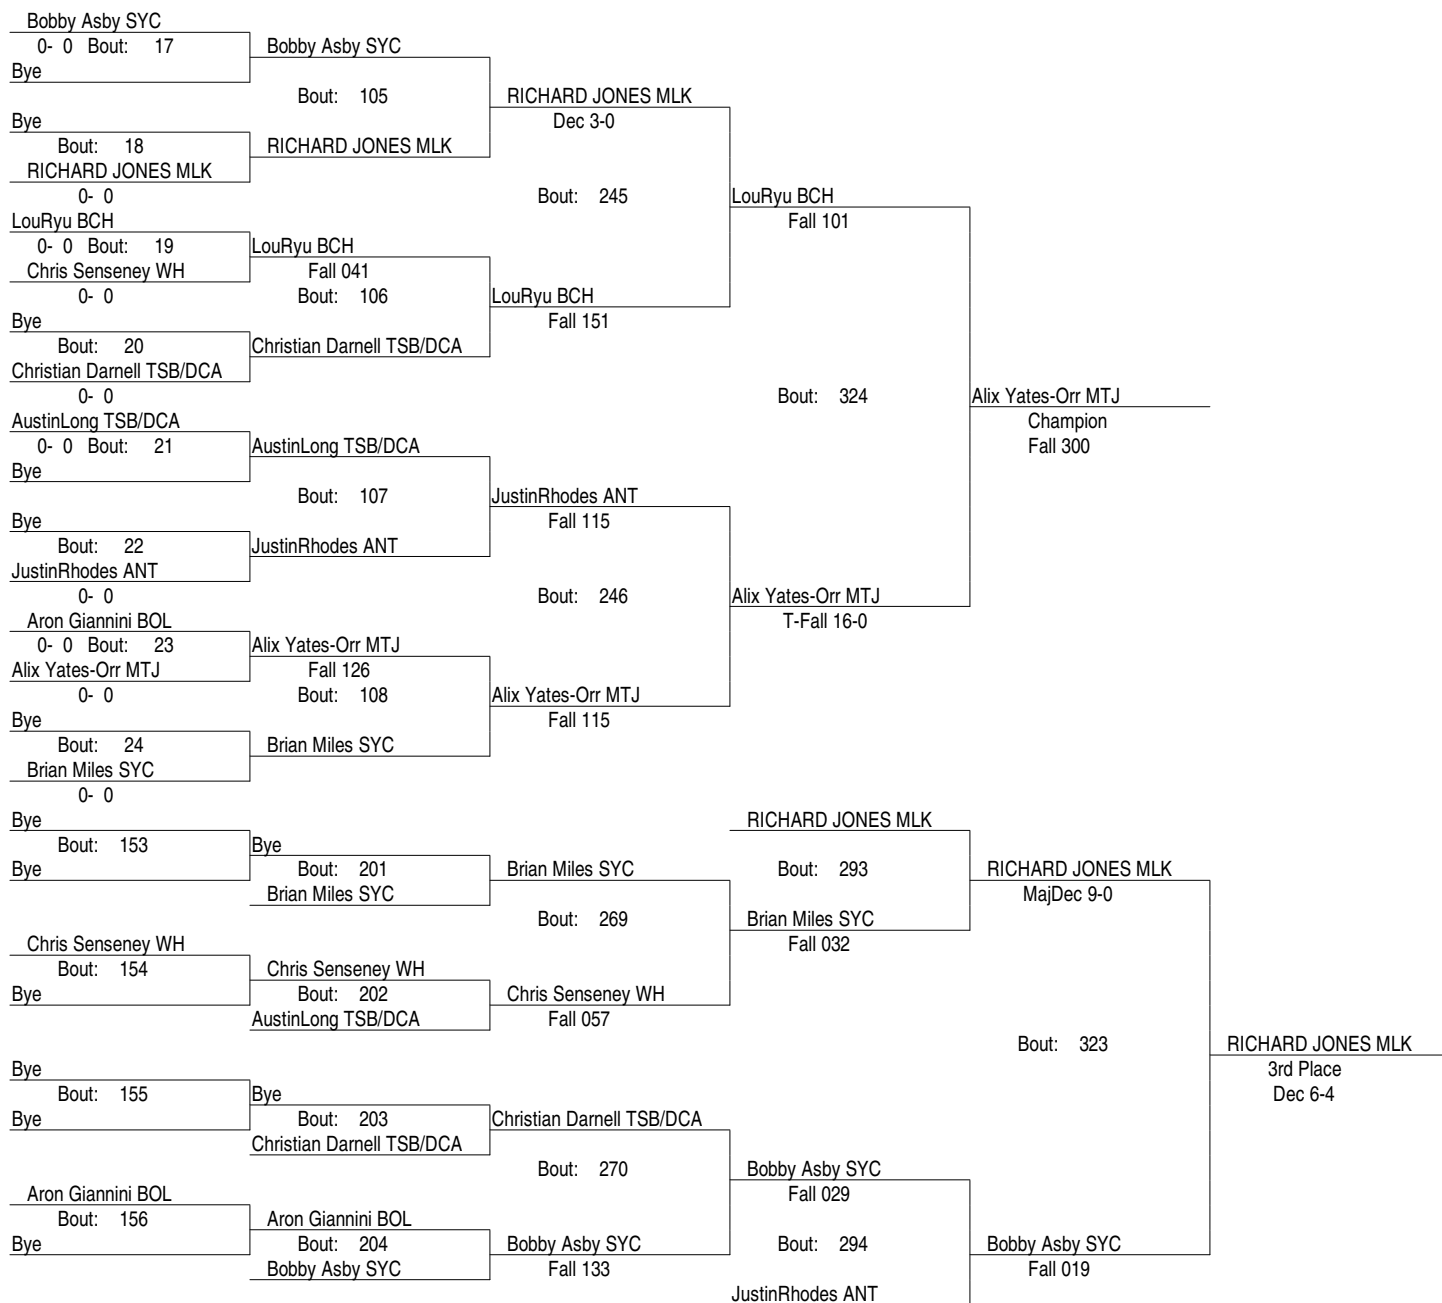 Bobby Asby SYC
0- 0 Bout: 17
Bobby Asby SYC
Bye
Bout: 105
RICHARD JONES MLK
Bye
Dec 3-0
Bout: 18
RICHARD JONES MLK
RICHARD JONES MLK
0- 0
Bout: 245
LouRyu BCH
LouRyu BCH
Fall 101
0- 0 Bout: 19
LouRyu BCH
Chris Senseney WH
Fall 041
0- 0
Bout: 106
LouRyu BCH
Bye
Fall 151
Bout: 20
Christian Darnell TSB/DCA
Christian Darnell TSB/DCA
0- 0
Bout: 324
Alix Yates-Orr MTJ
AustinLong TSB/DCA
Champion
0- 0 Bout: 21
AustinLong TSB/DCA
Fall 300
Bye
Bout: 107
JustinRhodes ANT
Bye
Fall 115
Bout: 22
JustinRhodes ANT
JustinRhodes ANT
0- 0
Bout: 246
Alix Yates-Orr MTJ
Aron Giannini BOL
T-Fall 16-0
0- 0 Bout: 23
Alix Yates-Orr MTJ
Alix Yates-Orr MTJ
Fall 126
0- 0
Bout: 108
Alix Yates-Orr MTJ
Bye
Fall 115
Bout: 24
Brian Miles SYC
Brian Miles SYC
0- 0
Bye
RICHARD JONES MLK
Bout: 153
Bye
Bye
Bout: 201
Brian Miles SYC
Bout: 293
RICHARD JONES MLK
Brian Miles SYC
MajDec 9-0
Bout: 269
Brian Miles SYC
Chris Senseney WH
Fall 032
Bout: 154
Chris Senseney WH
Bye
Bout: 202
Chris Senseney WH
AustinLong TSB/DCA
Fall 057
Bout: 323
RICHARD JONES MLK
Bye
3rd Place
Bout: 155
Bye
Dec 6-4
Bye
Bout: 203
Christian Darnell TSB/DCA
Christian Darnell TSB/DCA
Bout: 270
Bobby Asby SYC
Aron Giannini BOL
Fall 029
Bout: 156
Aron Giannini BOL
Bye
Bout: 204
Bobby Asby SYC
Bout: 294
Bobby Asby SYC
Bobby Asby SYC
Fall 133
Fall 019
JustinRhodes ANT